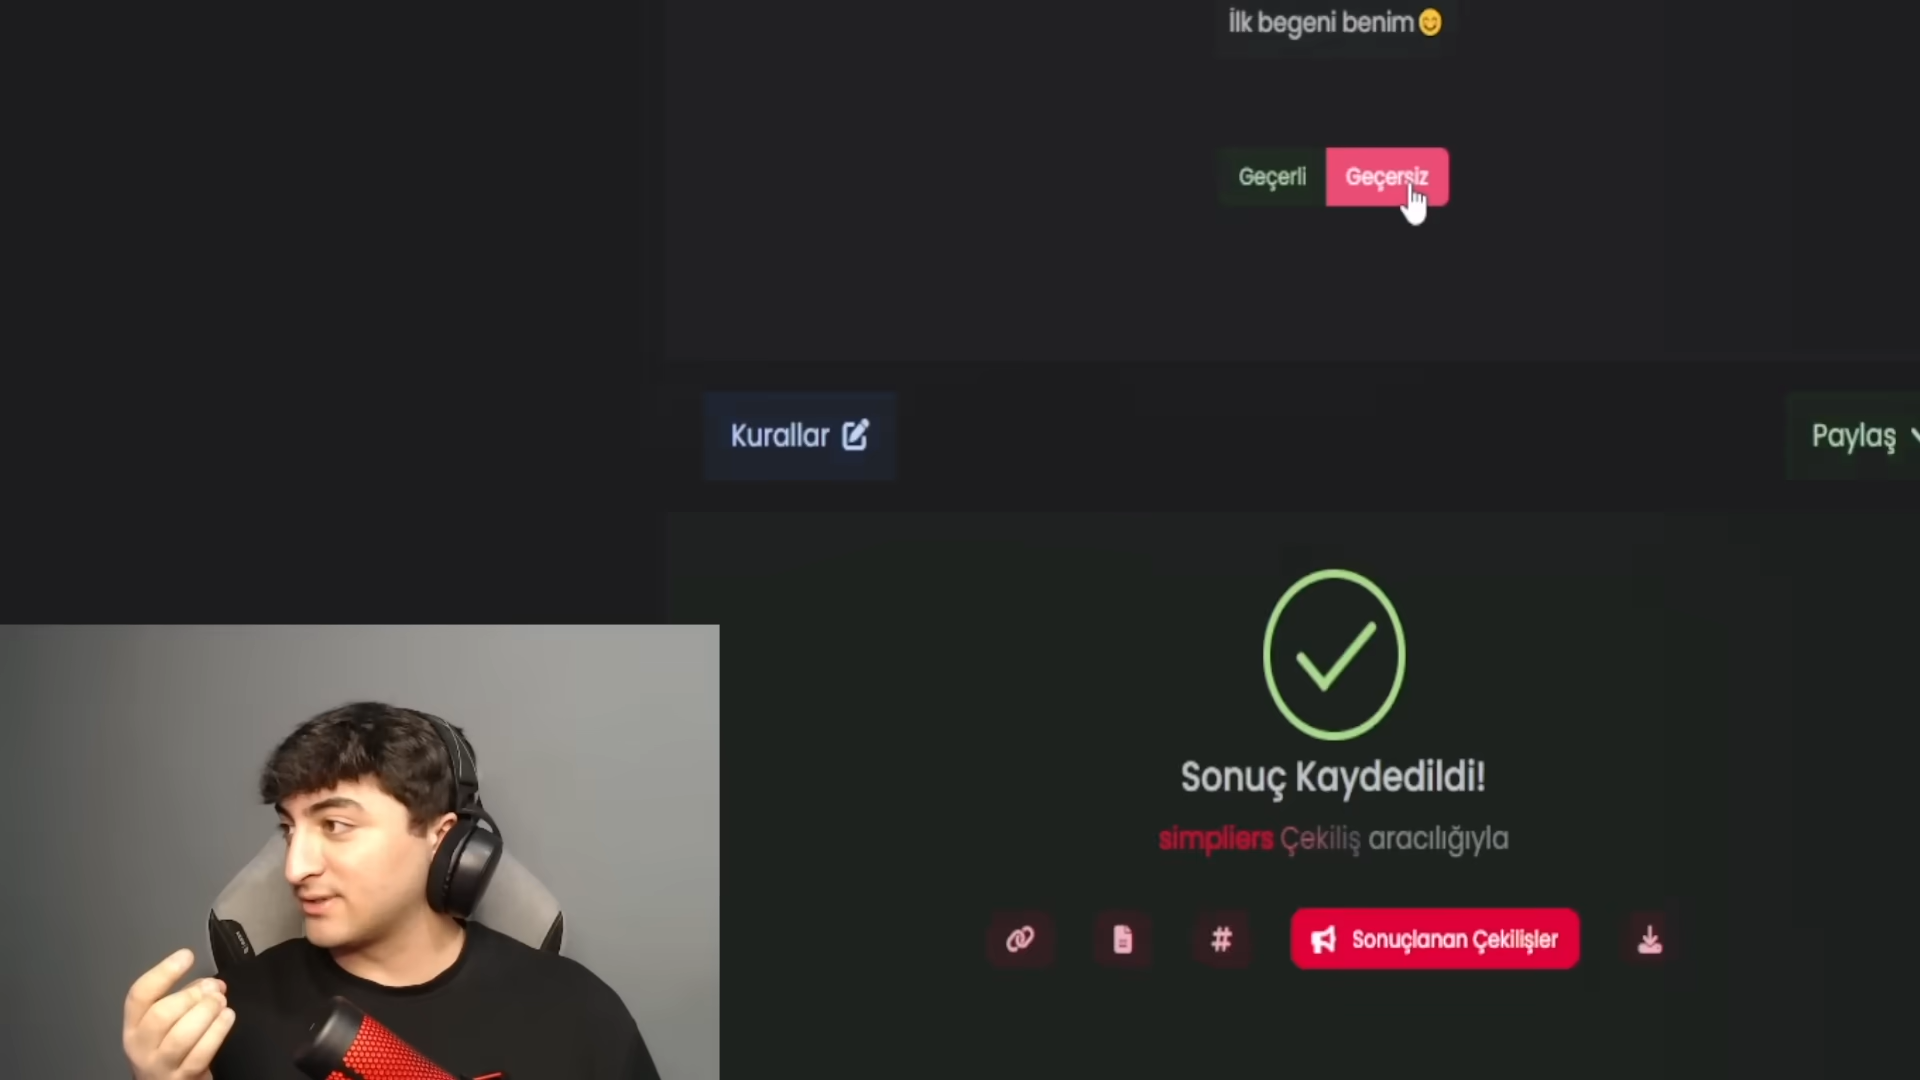 İlk begeni benim😊
Geçerli Geçersiz
Kurallar Paylaş
Sonuç Kaydedildi!
simpliers Çekiliş aracılığıyla
# Sonuçlanan Çekilişler